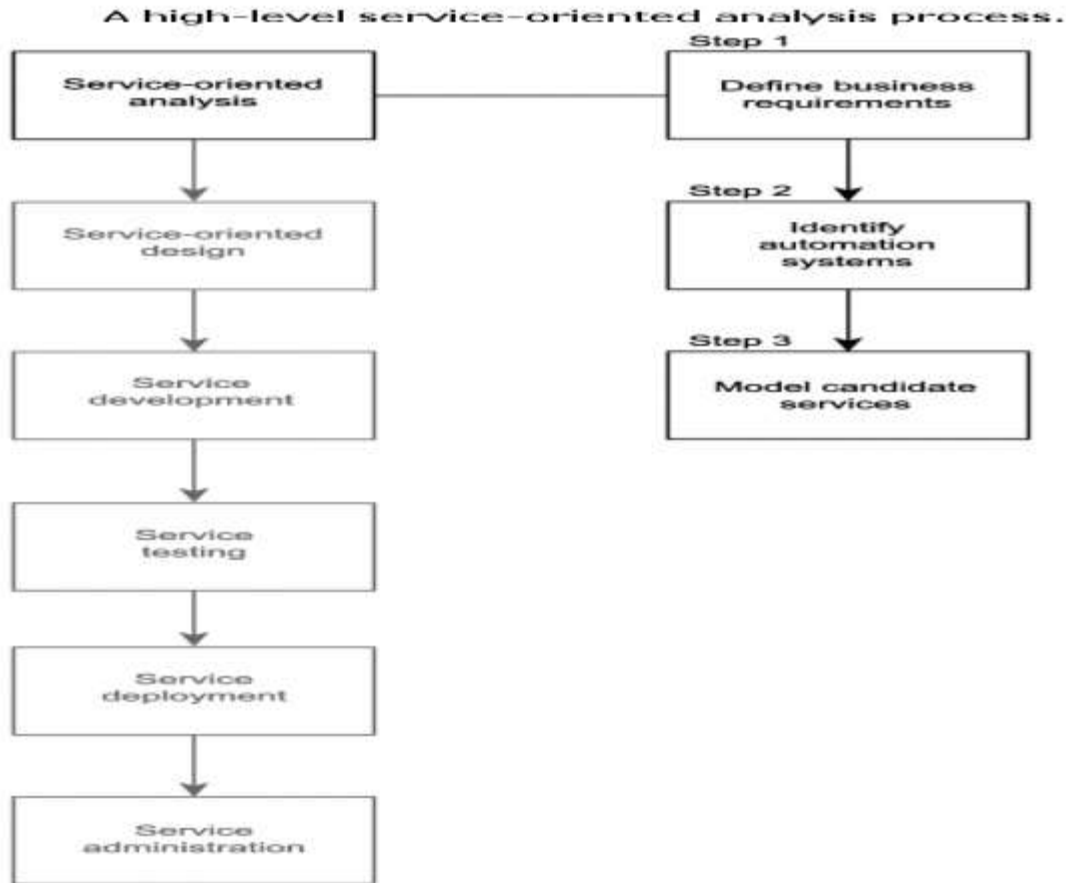 A high-level service-oriented analysis process.
Service-oriented
analysis
Step 1
Define business
requirements
Service-oriented
design
Step 2
Identify
automation
systems
Service
development
Step 3
Model candidate
services
Service
testing
Service
deployment
Service
administration